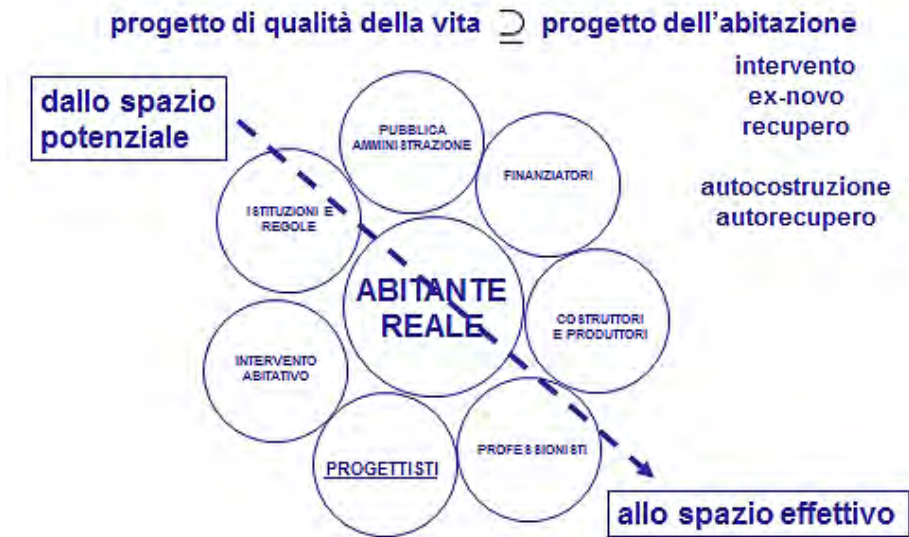 progetto di qualità della vita ⊇ progetto dell'abitazione
intervento
ex-novo
recupero
autocostruzione
autorecupero
dallo spazio
potenziale
PUBBLICA
AMMINISTRAZIONE
FINANZIATORI
ISTITUZIONI E
REGOLE
ABITANTE
REALE
COSTRUTTORI
E PRODUTTORI
INTERVENTO
ABITATIVO
PROFESSIONISTI
PROGETTISTI
allo spazio effettivo